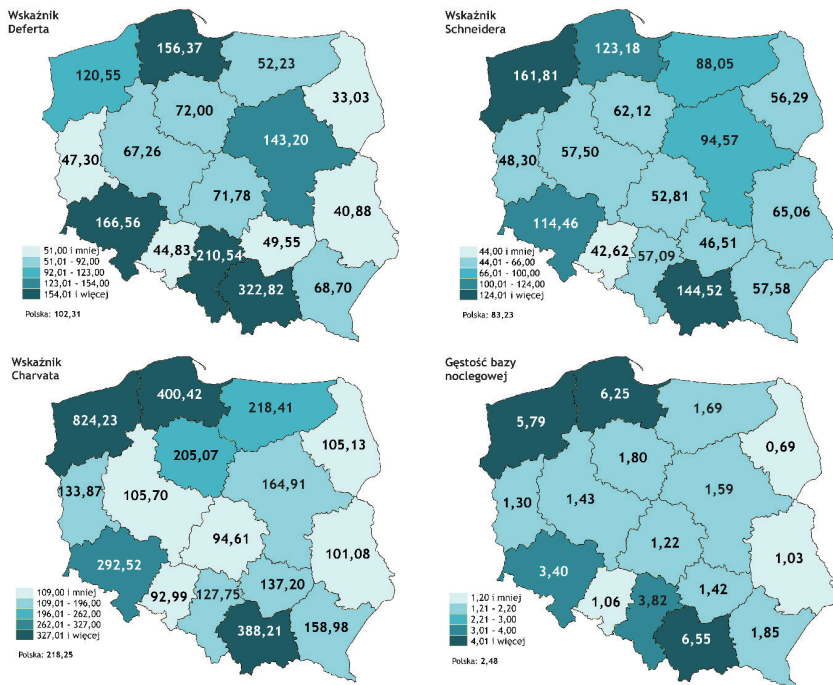 Wskaźnik
Deferta
156,37
120,55
52,23
33,03
72,00
143,20
47,30
67,26
71,78
40,88
166,56
44,83
210,54
49,55
322,82
68,70
51,00 i mniej
51,01 - 92,00
92,01 - 123,00
123,01 - 154,00
154,01 i więcej
Polska: 102,31
Wskaźnik
Schneidera
123,18
161,81
88,05
56,29
62,12
94,57
48,30
57,50
52,81
65,06
114,46
42,62
57,09
46,51
144,52
57,58
44,00 i mniej
44,01 - 66,00
66,01 - 100,00
100,01 - 124,00
124,01 i więcej
Polska: 83,23
Wskaźnik
Charvata
400,42
824,23
218,41
105,13
205,07
164,91
133,87
105,70
94,61
101,08
292,52
92,99
127,75
137,20
388,21
158,98
109,00 i mniej
109,01 - 196,00
196,01 - 262,00
262,01 - 327,00
327,01 i więcej
Polska: 218,25
Gęstość bazy
noclegowej
6,25
5,79
1,69
0,69
1,80
1,59
1,30
1,43
1,22
1,03
3,40
1,06
3,82
1,42
6,55
1,85
1,20 i mniej
1,21 - 2,20
2,21 - 3,00
3,01 - 4,00
4,01 i więcej
Polska: 2,48